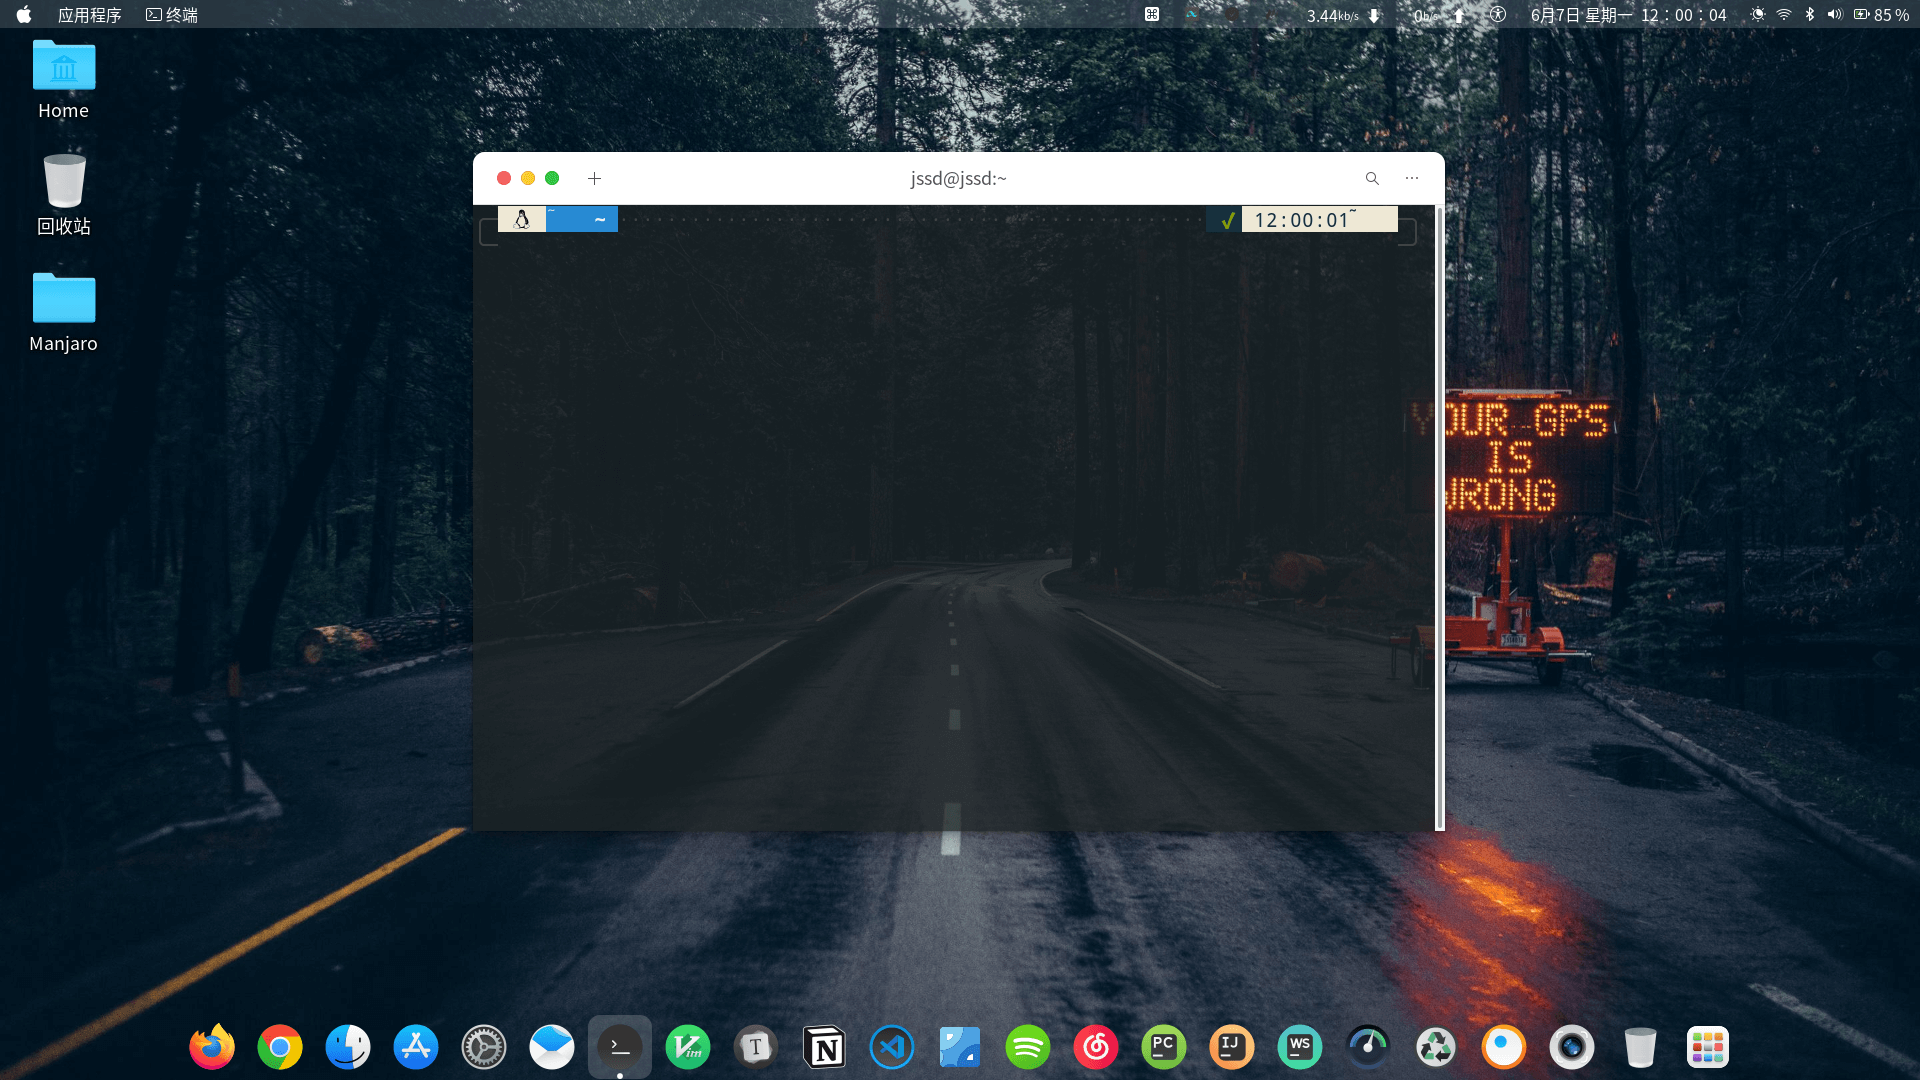 应用程序 终端 3.44kb/s 0b/s 6月7日 星期一 12：00：04 85 %
Home
回收站
Manjaro
jssd@jssd:~
~ 12:00:01
YOUR GPS
IS
WRONG
>_ Vim T N PC IJ WS